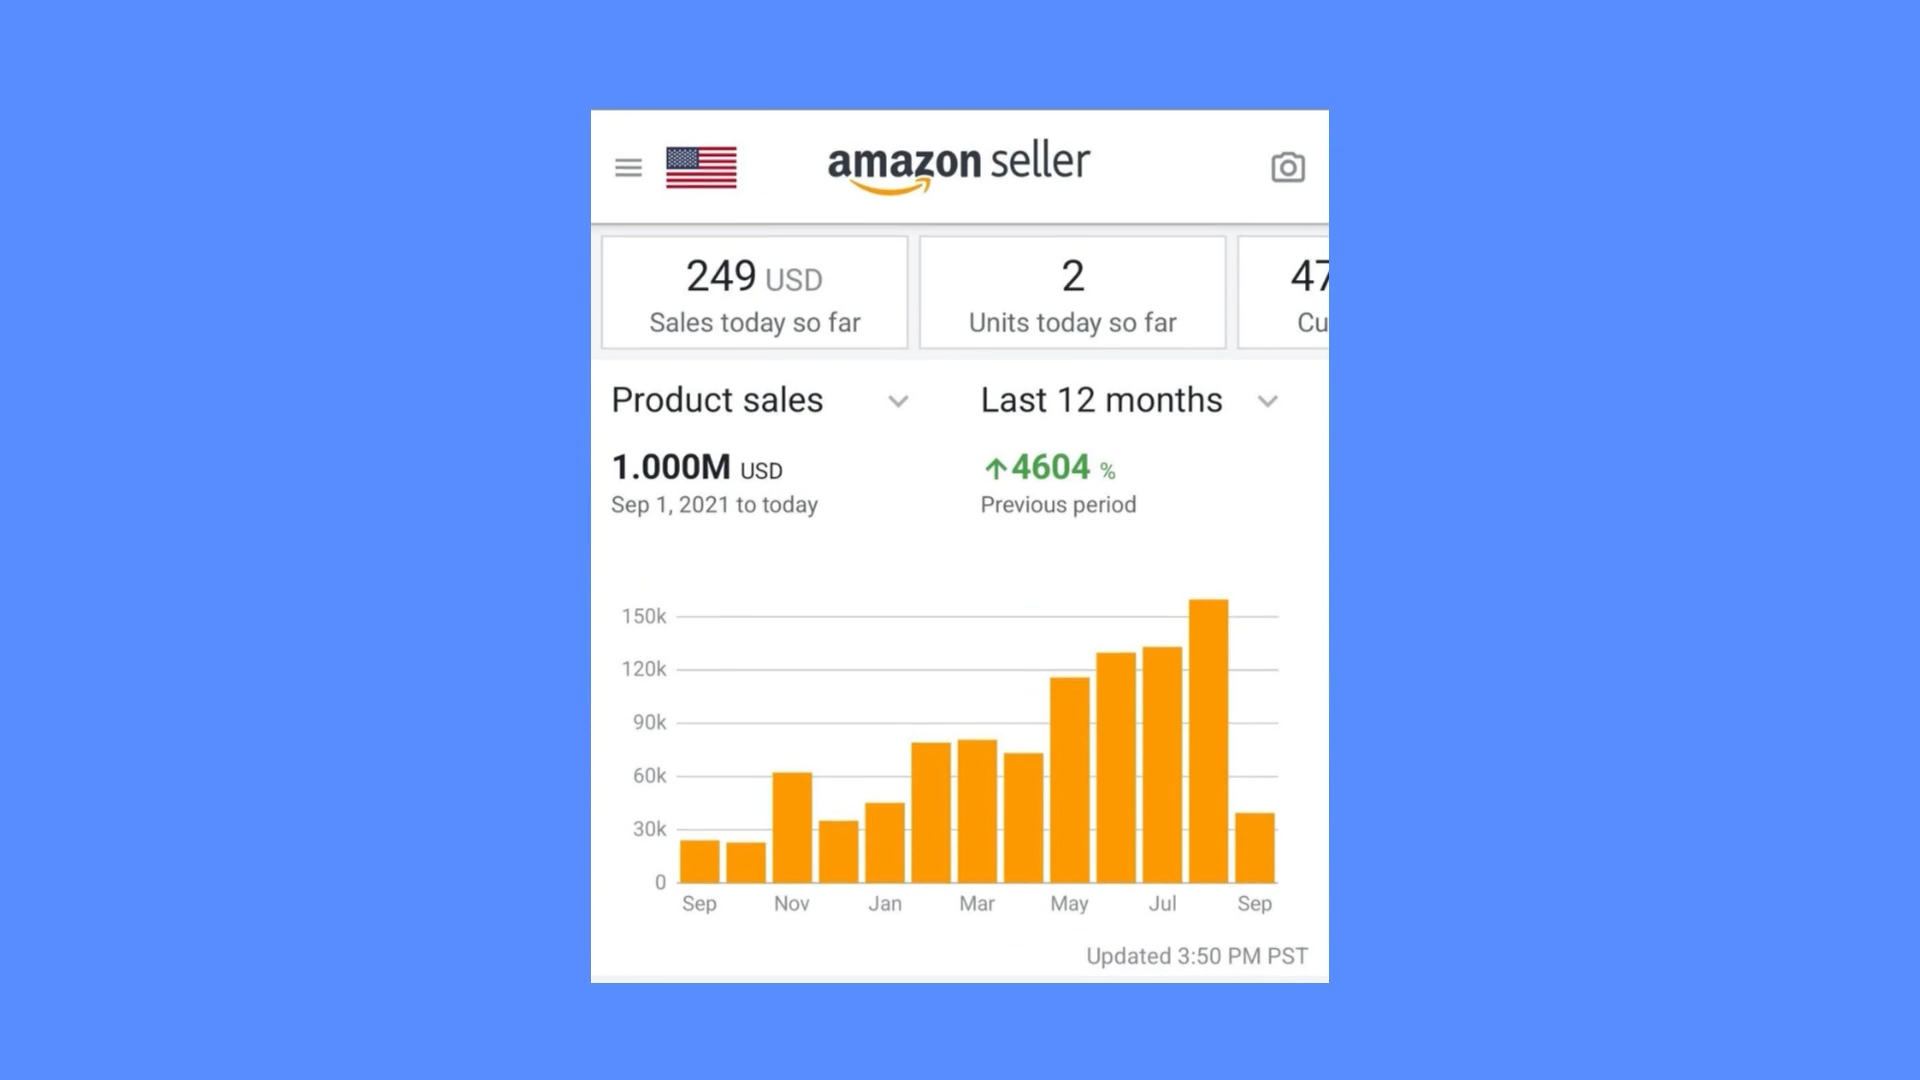 amazon seller
249 USD
Sales today so far
2
Units today so far
47
Cu
Product sales
Last 12 months
1.000M USD
↑4604 %
Sep 1, 2021 to today
Previous period
150k
120k
90k
60k
30k
0
Sep Nov Jan Mar May Jul Sep
Updated 3:50 PM PST